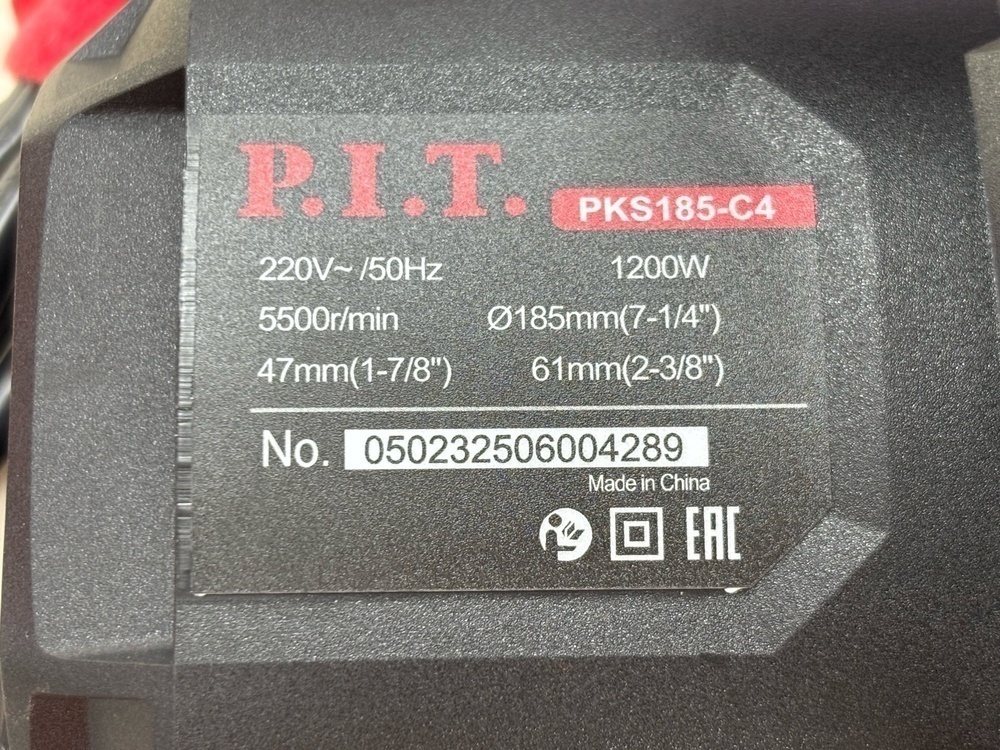 P.I.T. PKS185-C4
220V~ /50Hz 1200W
5500r/min Ø185mm(7-1/4")
47mm(1-7/8") 61mm(2-3/8")
No. 050232506004289
Made in China
EAC